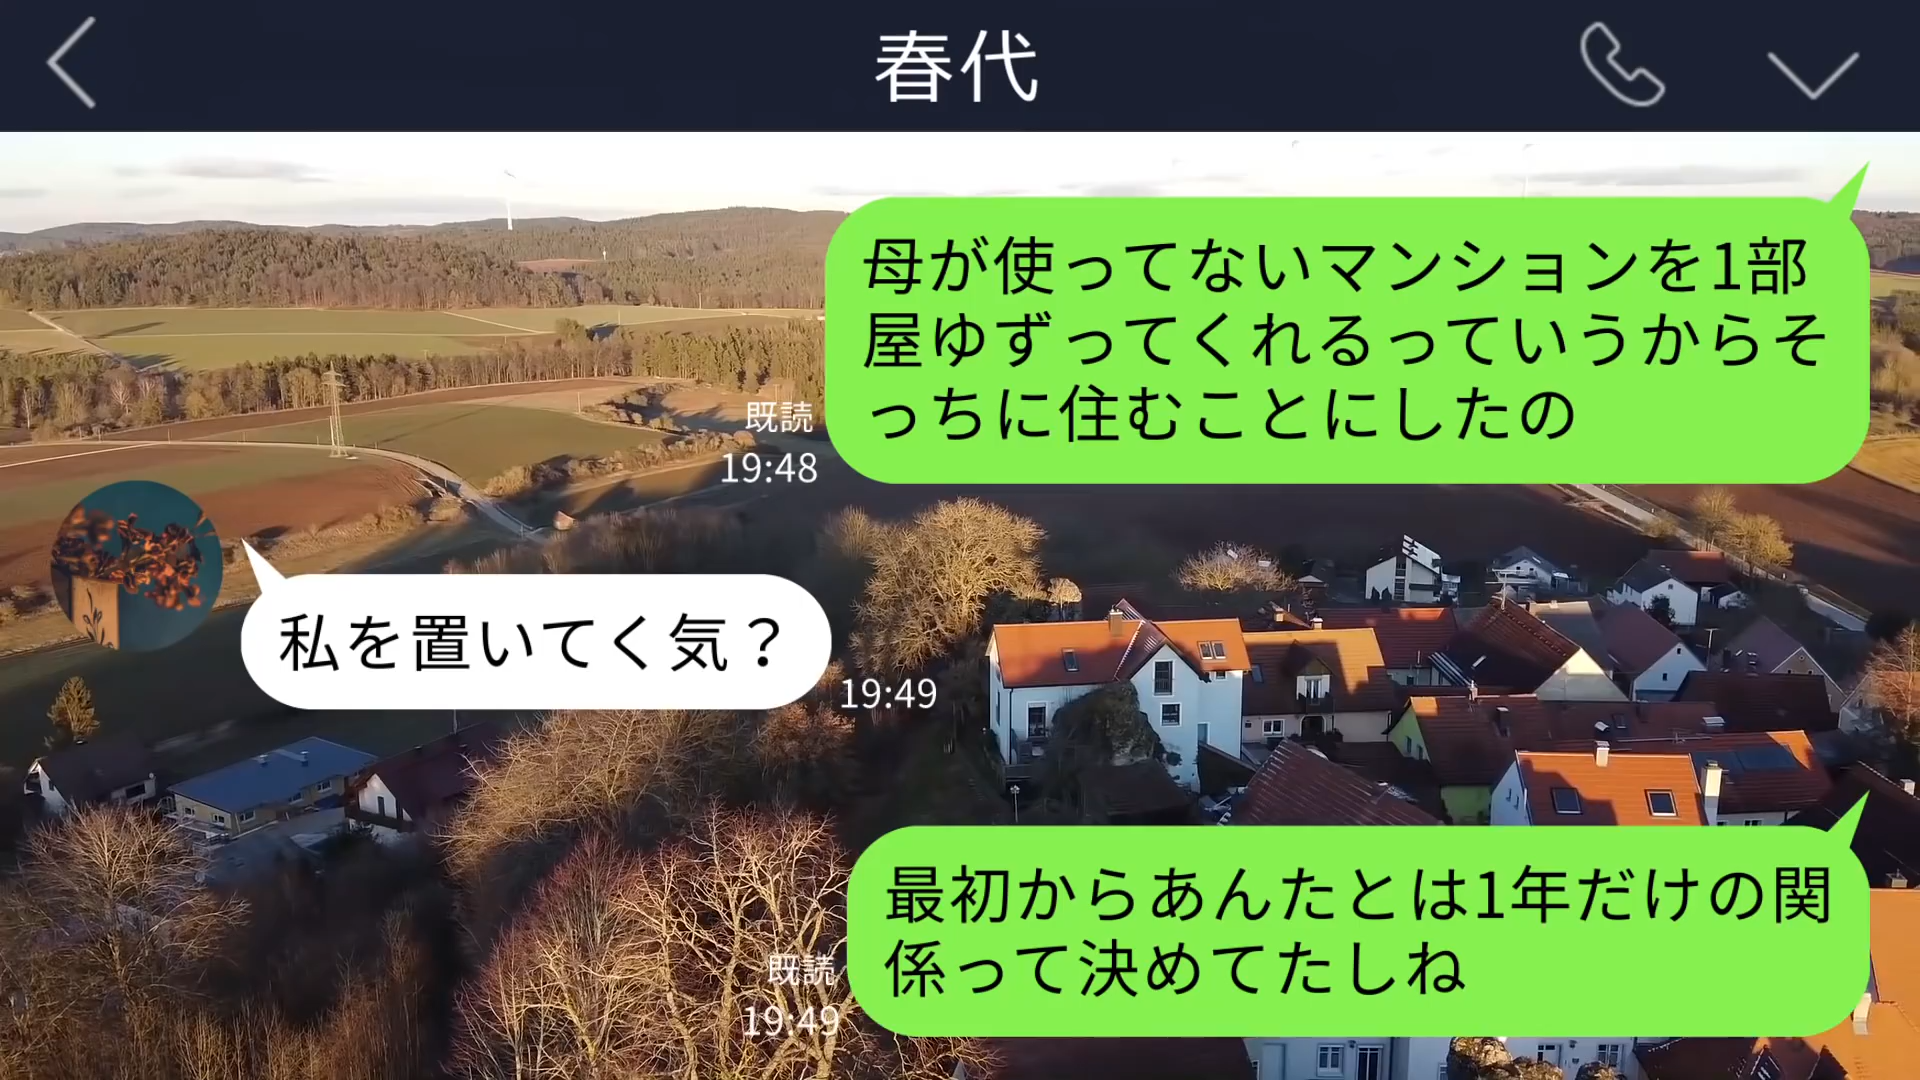 春代
母が使ってないマンションを1部
屋ゆずってくれるっていうからそ
っちに住むことにしたの
既読
19:48
私を置いてく気？
19:49
最初からあんたとは1年だけの関
係って決めてたしね
既読
19:49